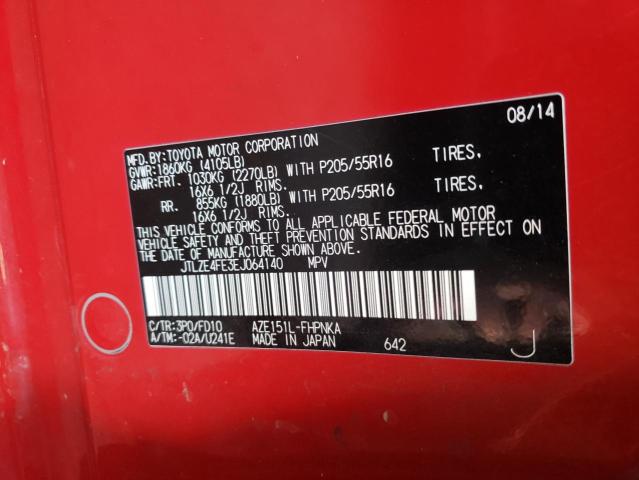 08/14
MFD. BY: TOYOTA MOTOR CORPORATION
GVWR: 1860KG (4105LB)
GAWR: FRT. 1030KG (2270LB) WITH P205/55R16 TIRES,
16X6 1/2J RIMS.
RR. 855KG (1880LB) WITH P205/55R16 TIRES,
16X6 1/2J RIMS.
THIS VEHICLE CONFORMS TO ALL APPLICABLE FEDERAL MOTOR
VEHICLE SAFETY AND THEFT PREVENTION STANDARDS IN EFFECT ON
THE DATE OF MANUFACTURE SHOWN ABOVE.
JTLZE4FE3EJ064140 MPV
C/TR: 3P0/FD10 AZE151L-FHPNKA
A/TM: -02A/U241E MADE IN JAPAN 642 J